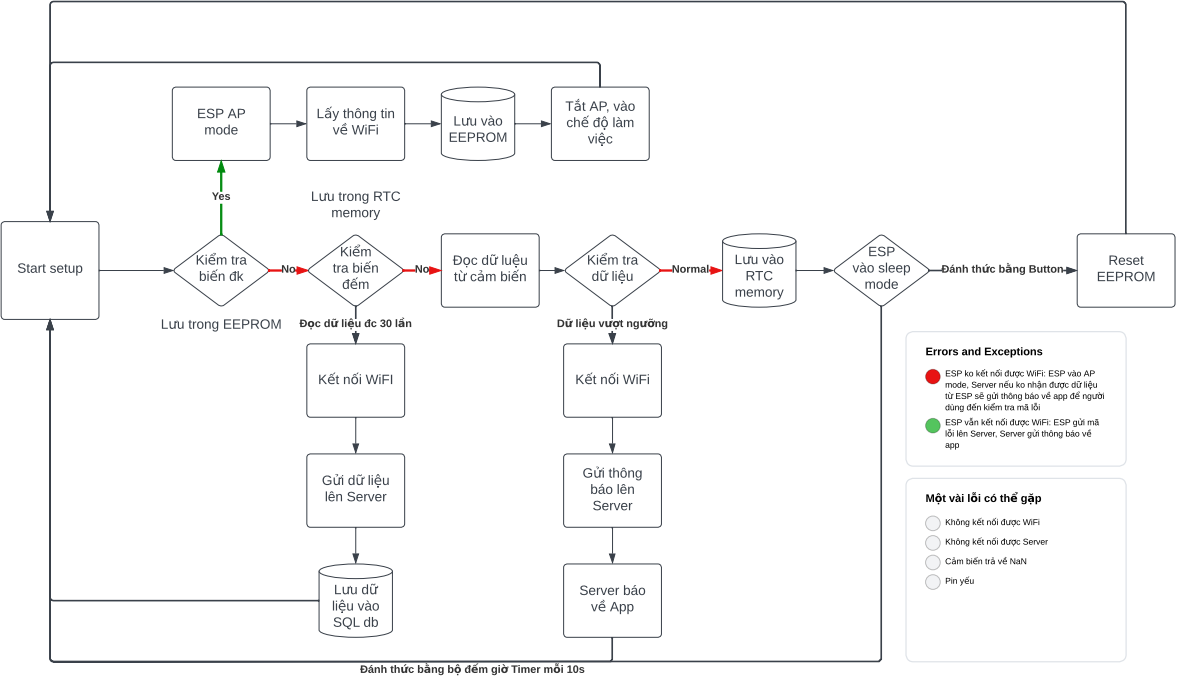 ESP AP
mode
Lấy thông tin
về WiFi
Lưu vào
EEPROM
Tắt AP, vào
chế độ làm
việc
Yes
Lưu trong RTC
memory
Start setup
Kiểm tra
biến đk
No
Kiểm
tra biến
đếm
No
Đọc dữ liệu
từ cảm biến
Kiểm tra
dữ liệu
Normal
Lưu vào
RTC
memory
ESP
vào sleep
mode
Đánh thức bằng Button
Reset
EEPROM
Lưu trong EEPROM
Đọc dữ liệu đc 30 lần
Dữ liệu vượt ngưỡng
Kết nối WiFI
Kết nối WiFi
Gửi dữ liệu
lên Server
Gửi thông
báo lên
Server
Lưu dữ
liệu vào
SQL db
Server báo
về App
Đánh thức bằng bộ đếm giờ Timer mỗi 10s
Errors and Exceptions
ESP ko kết nối được WiFi: ESP vào AP
mode, Server nếu ko nhận được dữ liệu
từ ESP sẽ gửi thông báo về app để người
dùng đến kiểm tra mã lỗi
ESP vẫn kết nối được WiFi: ESP gửi mã
lỗi lên Server, Server gửi thông báo về
app
Một vài lỗi có thể gặp
Không kết nối được WiFi
Không kết nối được Server
Cảm biến trả về NaN
Pin yếu